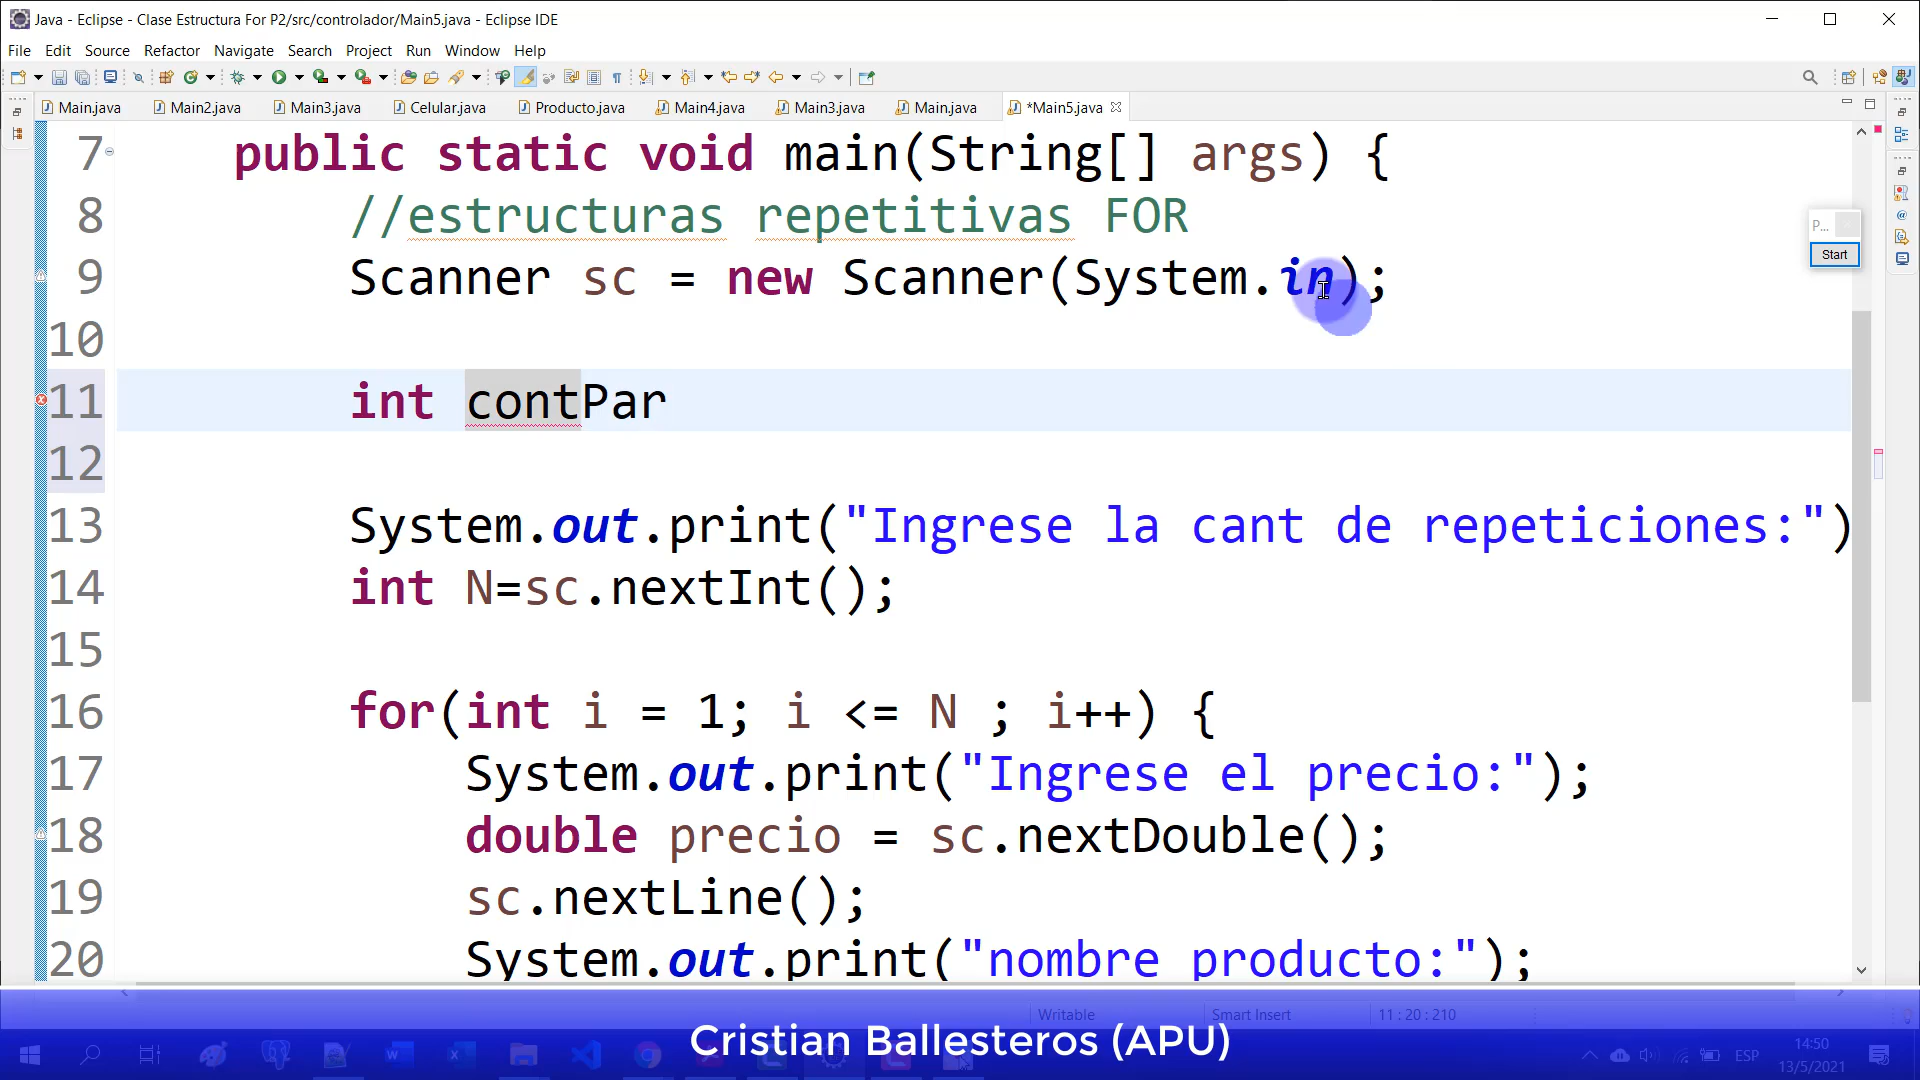 Java - Eclipse - Clase Estructura For P2/src/controlador/Main5.java - Eclipse IDE
File Edit Source Refactor Navigate Search Project Run Window Help
Main.java Main2.java Main3.java Celular.java Producto.java Main4.java Main3.java Main.java *Main5.java
7 public static void main(String[] args) {
8 //estructuras repetitivas FOR
P...
Start
9 Scanner sc = new Scanner(System.in);
10
11 int contPar
12
13 System.out.print("Ingrese la cant de repeticiones:")
14 int N=sc.nextInt();
15
16 for(int i = 1; i <= N ; i++) {
17 System.out.print("Ingrese el precio:");
18 double precio = sc.nextDouble();
19 sc.nextLine();
20 System.out.print("nombre producto:");
Writable Smart Insert 11 : 20 : 210
Cristian Ballesteros (APU)
ESP
14:50
13/5/2021